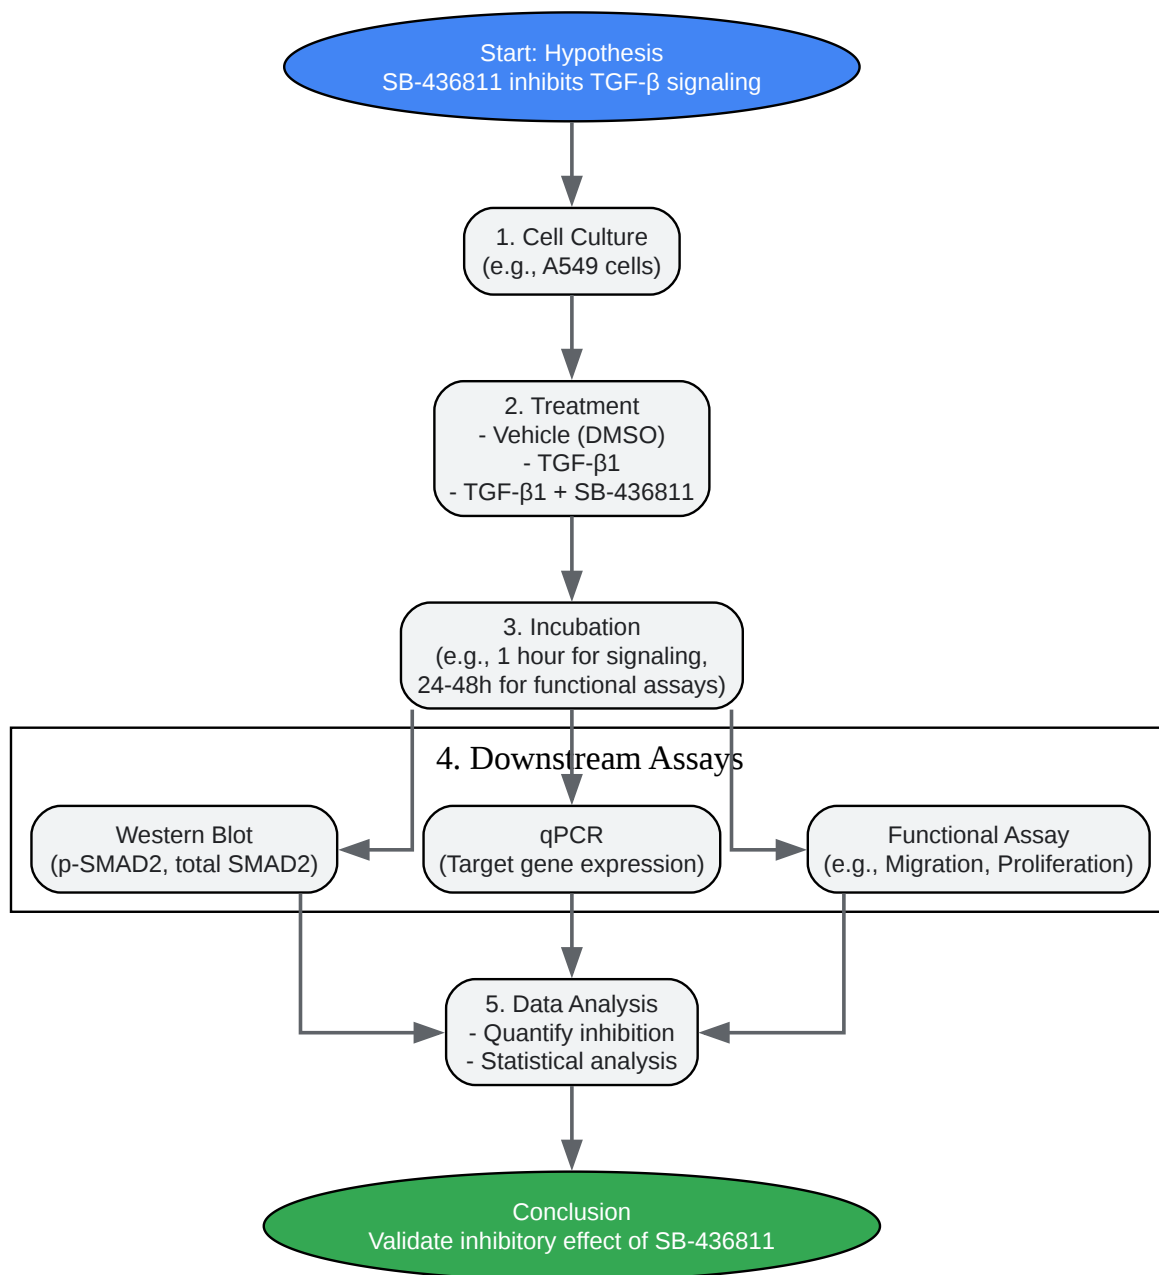 Start: Hypothesis
SB-436811 inhibits TGF-β signaling
1. Cell Culture
(e.g., A549 cells)
2. Treatment
- Vehicle (DMSO)
- TGF-β1
- TGF-β1 + SB-436811
3. Incubation
(e.g., 1 hour for signaling,
24-48h for functional assays)
4. Downstream Assays
Western Blot
(p-SMAD2, total SMAD2)
qPCR
(Target gene expression)
Functional Assay
(e.g., Migration, Proliferation)
5. Data Analysis
- Quantify inhibition
- Statistical analysis
Conclusion
Validate inhibitory effect of SB-436811